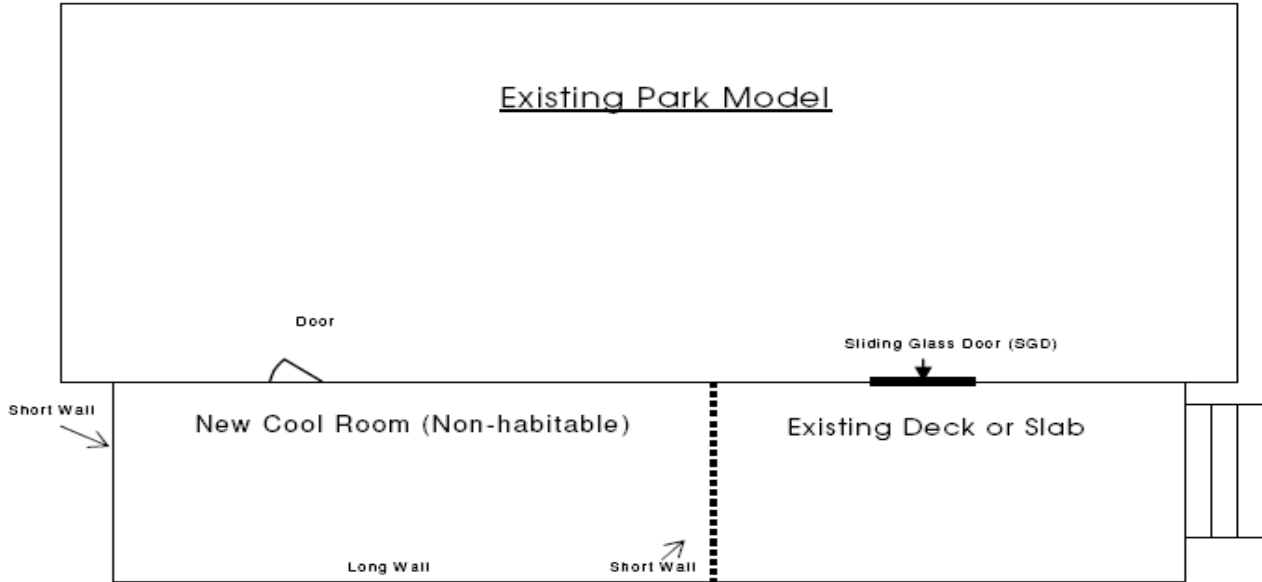 Existing Park Model
Door
Sliding Glass Door (SGD)
Short Wall
New Cool Room (Non-habitable)
Existing Deck or Slab
Long Wall
Short Wall